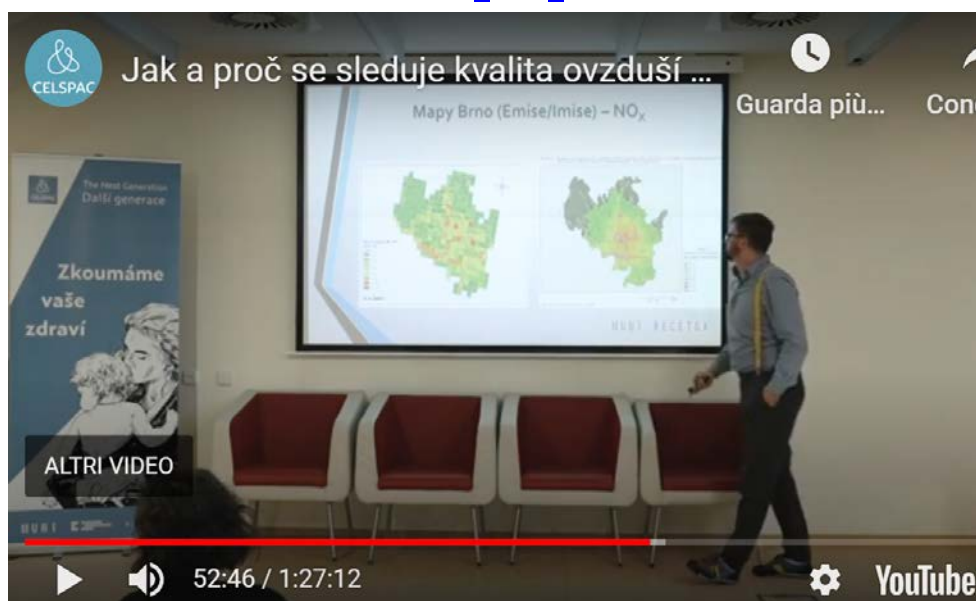 CELSPAC
Jak a proč se sleduje kvalita ovzduší ...
Guarda più...
Mapy Brno (Emise/Imise) – NOX
The Next Generation
Další generace
Zkoumáme
vaše
zdraví
MUNI RECETOX
ALTRI VIDEO
MUNI
52:46 / 1:27:12
YouTube